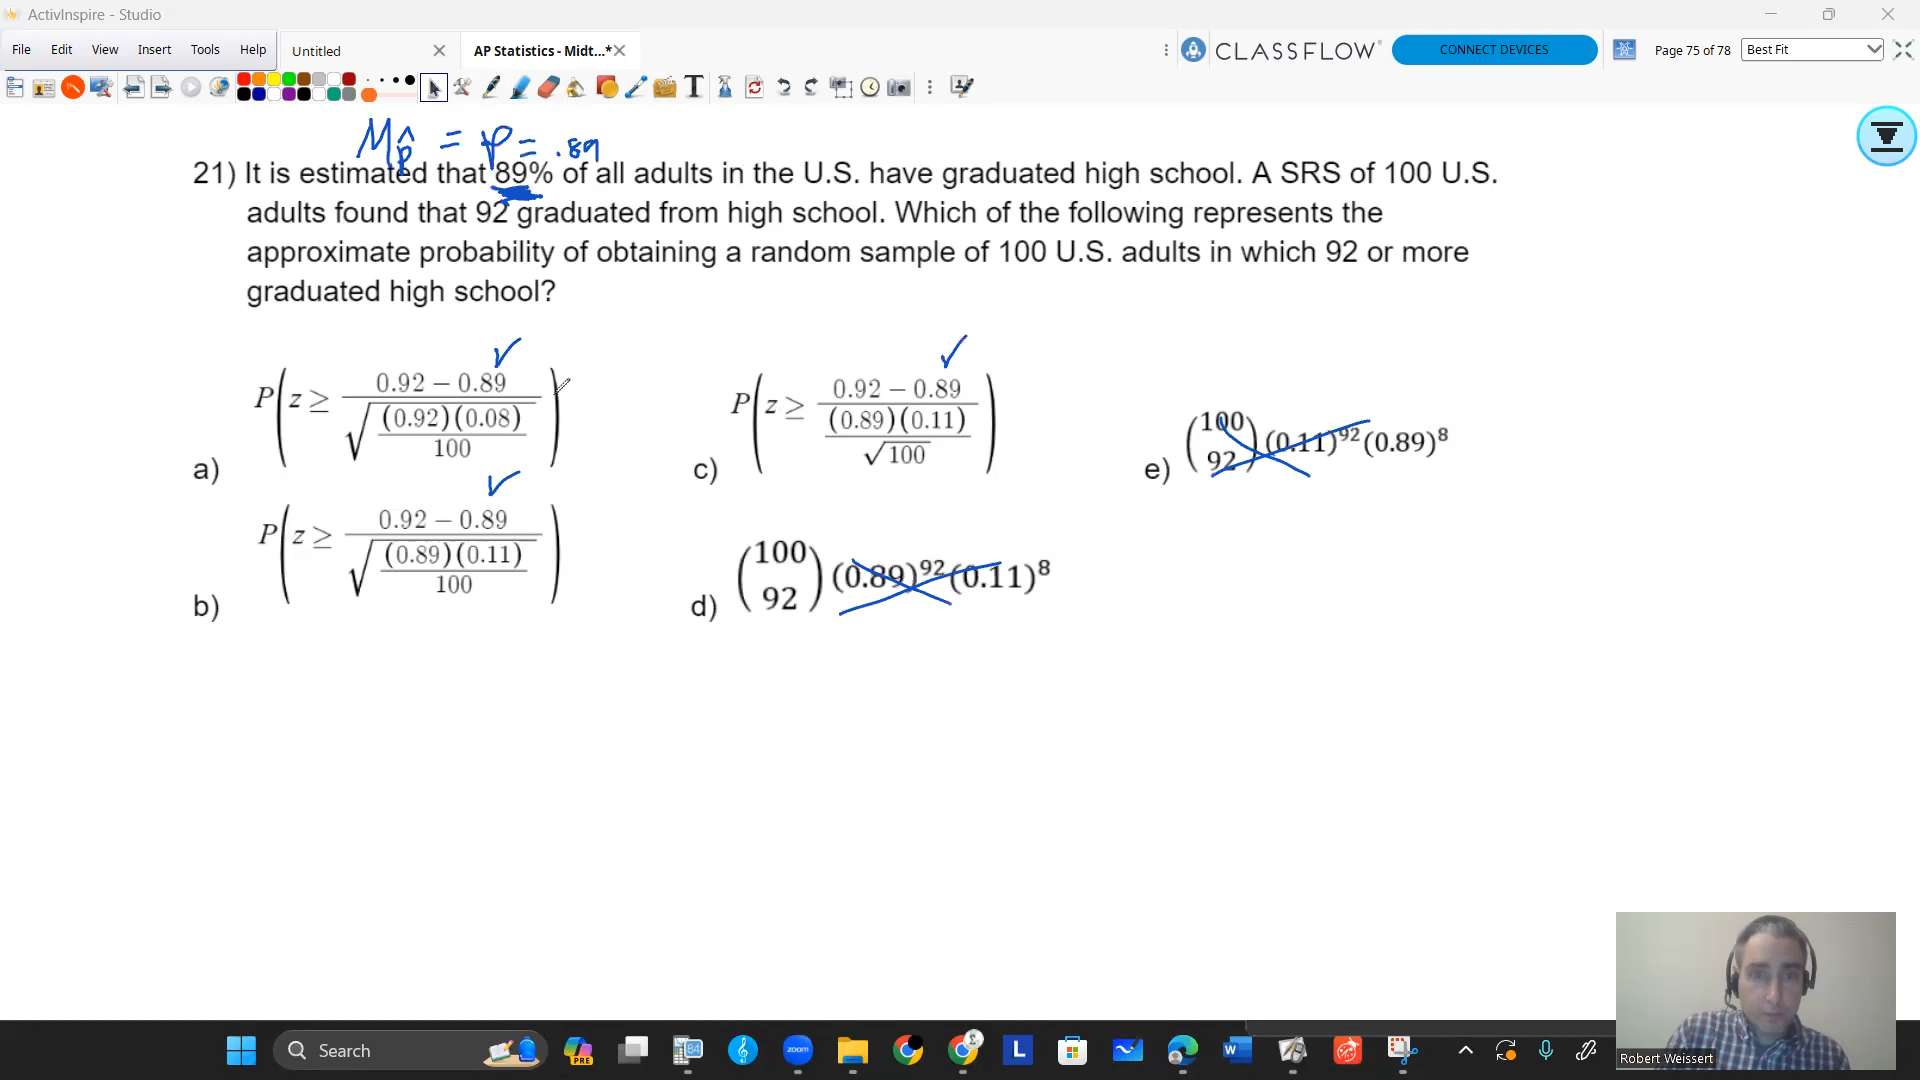 ActivInspire - Studio
File Edit View Insert Tools Help
Untitled
AP Statistics - Midt...*
CLASSFLOW
CONNECT DEVICES
Page 75 of 78
Best Fit
μ_p̂ = p = .89
21) It is estimated that 89% of all adults in the U.S. have graduated high school. A SRS of 100 U.S.
adults found that 92 graduated from high school. Which of the following represents the
approximate probability of obtaining a random sample of 100 U.S. adults in which 92 or more
graduated high school?
a) P(z ≥ (0.92 − 0.89) / √((0.92)(0.08) / 100))
b) P(z ≥ (0.92 − 0.89) / √((0.89)(0.11) / 100))
c) P(z ≥ (0.92 − 0.89) / ((0.89)(0.11) / √100))
d) (100 92)(0.89)^92(0.11)^8
e) (100 92)(0.11)^92(0.89)^8
Robert Weissert
Search
PRE
84
zoom
L
W